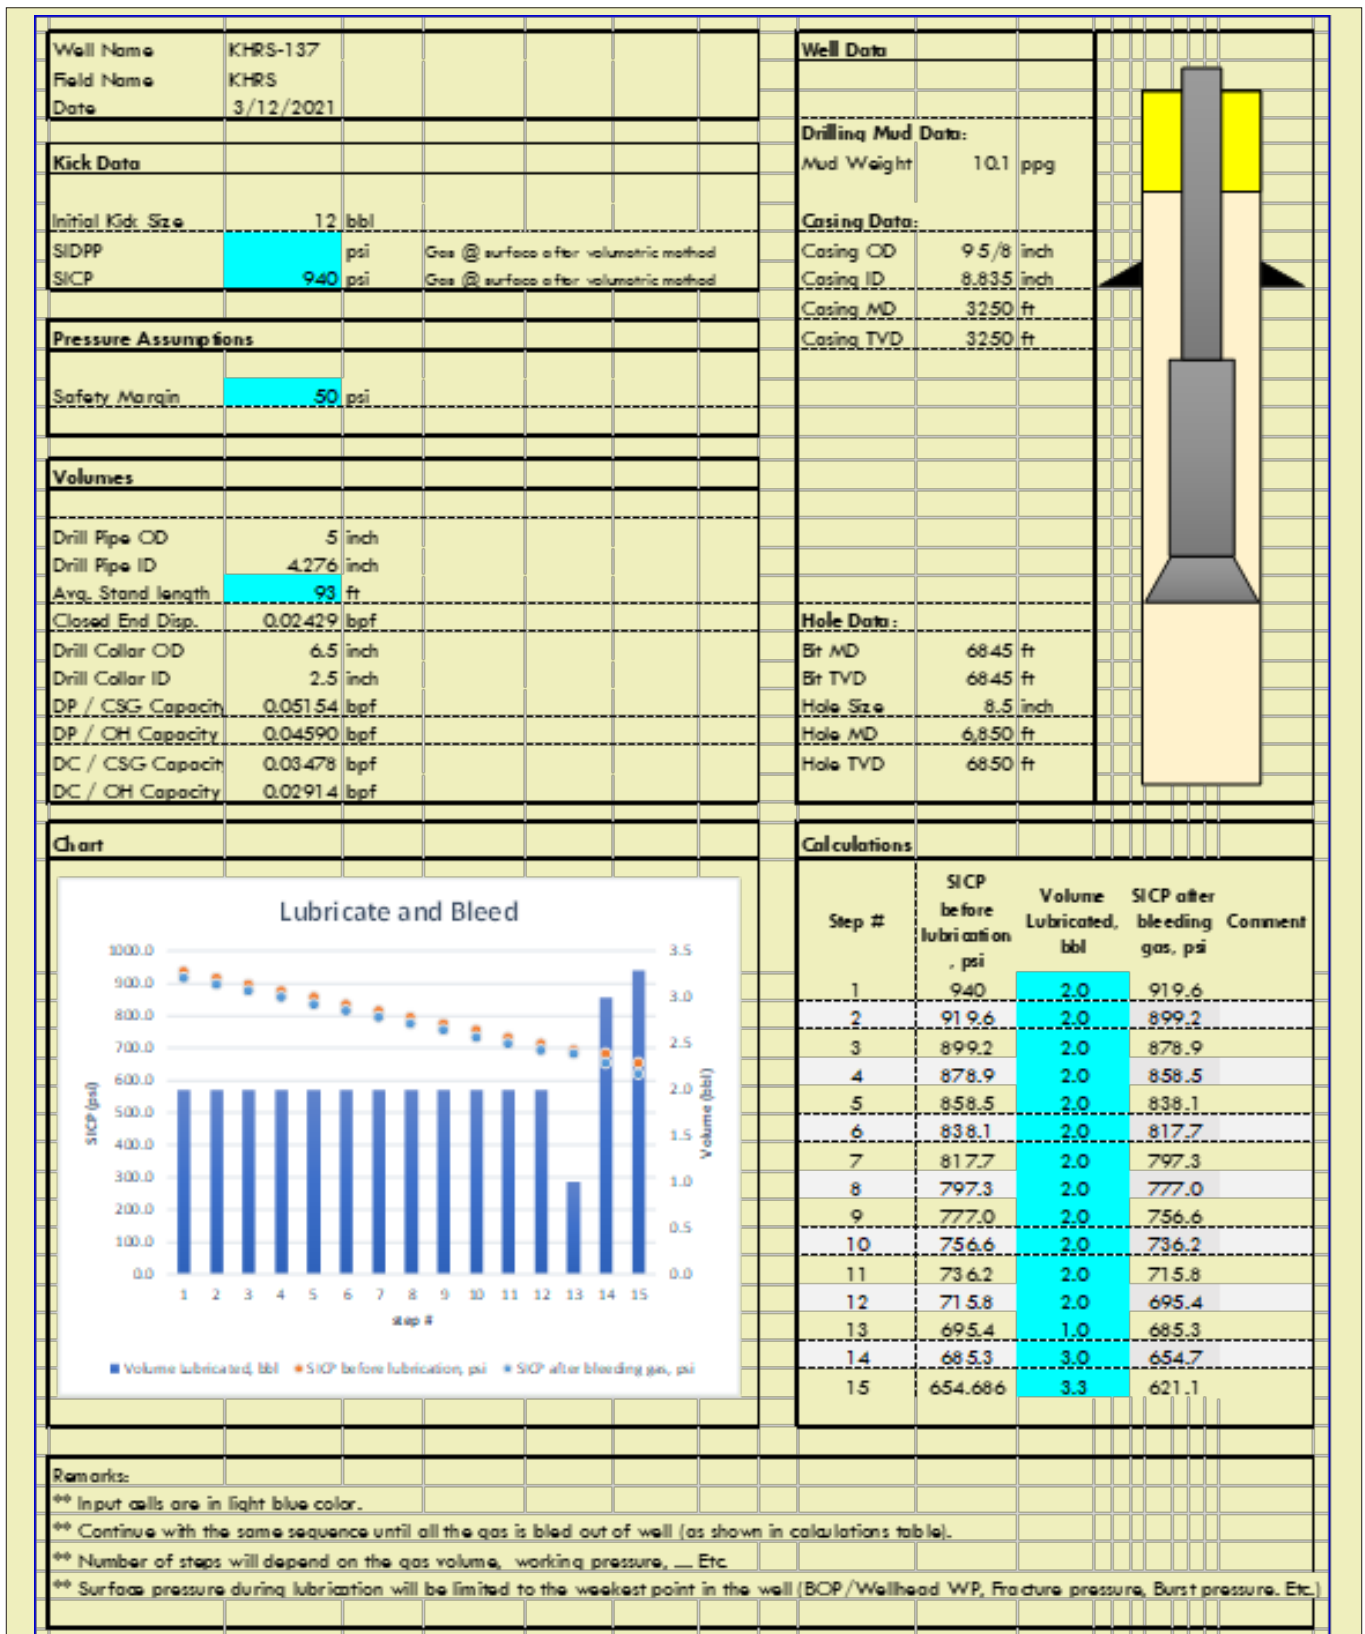 Well Name KHRS-137
Field Name KHRS
Date 3/12/2021
Kick Data
Initial Kick Size 12 bbl
SIDPP psi Gas @ surface after volumetric method
SICP 940 psi Gas @ surface after volumetric method
Pressure Assumptions
Safety Margin 50 psi
Volumes
Drill Pipe OD 5 inch
Drill Pipe ID 4.276 inch
Avg. Stand length 93 ft
Closed End Disp. 0.02429 bpf
Drill Collar OD 6.5 inch
Drill Collar ID 2.5 inch
DP / CSG Capacity 0.05154 bpf
DP / OH Capacity 0.04590 bpf
DC / CSG Capacit 0.03478 bpf
DC / OH Capacity 0.02914 bpf
Well Data
Drilling Mud Data:
Mud Weight 10.1 ppg
Casing Data:
Casing OD 9 5/8 inch
Casing ID 8.835 inch
Casing MD 3250 ft
Casing TVD 3250 ft
Hole Data:
Bit MD 6845 ft
Bit TVD 6845 ft
Hole Size 8.5 inch
Hole MD 6,850 ft
Hole TVD 6850 ft
Chart
Lubricate and Bleed
1000.0
900.0
800.0
700.0
600.0
500.0
400.0
300.0
200.0
100.0
0.0
SICP (psi)
3.5
3.0
2.5
2.0
1.5
1.0
0.5
0.0
Volume (bbl)
1 2 3 4 5 6 7 8 9 10 11 12 13 14 15
step #
Volume Lubricated, bbl SICP before lubrication, psi SICP after bleeding gas, psi
Calculations
Step # SICP before lubrication , psi Volume Lubricated, bbl SICP after bleeding gas, psi Comment
1 940 2.0 919.6
2 919.6 2.0 899.2
3 899.2 2.0 878.9
4 878.9 2.0 858.5
5 858.5 2.0 838.1
6 838.1 2.0 817.7
7 817.7 2.0 797.3
8 797.3 2.0 777.0
9 777.0 2.0 756.6
10 756.6 2.0 736.2
11 736.2 2.0 715.8
12 715.8 2.0 695.4
13 695.4 1.0 685.3
14 685.3 3.0 654.7
15 654.686 3.3 621.1
Remarks:
** Input cells are in light blue color.
** Continue with the same sequence until all the gas is bled out of well (as shown in calculations table).
** Number of steps will depend on the gas volume, working pressure, ... Etc
** Surface pressure during lubrication will be limited to the weakest point in the well (BOP/Wellhead WP, Fracture pressure, Burst pressure. Etc.)